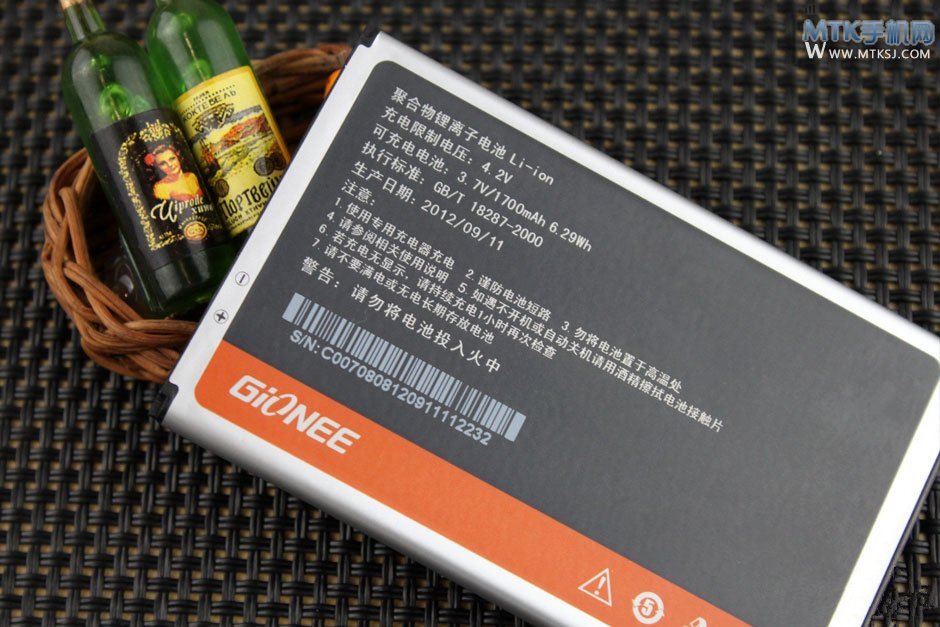 MTK手机网
WWW.MTKSJ.COM
聚合物锂离子电池 Li-ion
充电限制电压: 4.2V
可充电电池: 3.7V/1700mAh 6.29Wh
执行标准: GB/T 18287-2000
生产日期: 2012/09/11
注意:
1.使用专用充电器充电 2.谨防电池短路 3.勿将电池置于高温处
4.请参阅相关使用说明 5.如遇不开机或自动关机请用酒精擦拭电池接触片
6.若充电无显示,请持续充电1小时再次检查
7.请不要满电或无电长期存放电池
警告: 请勿将电池投入火中
S/N:C0070808120911112232
GiONEE
5
МОКТЕБЕЛЬ
ПОРТВЕЙН